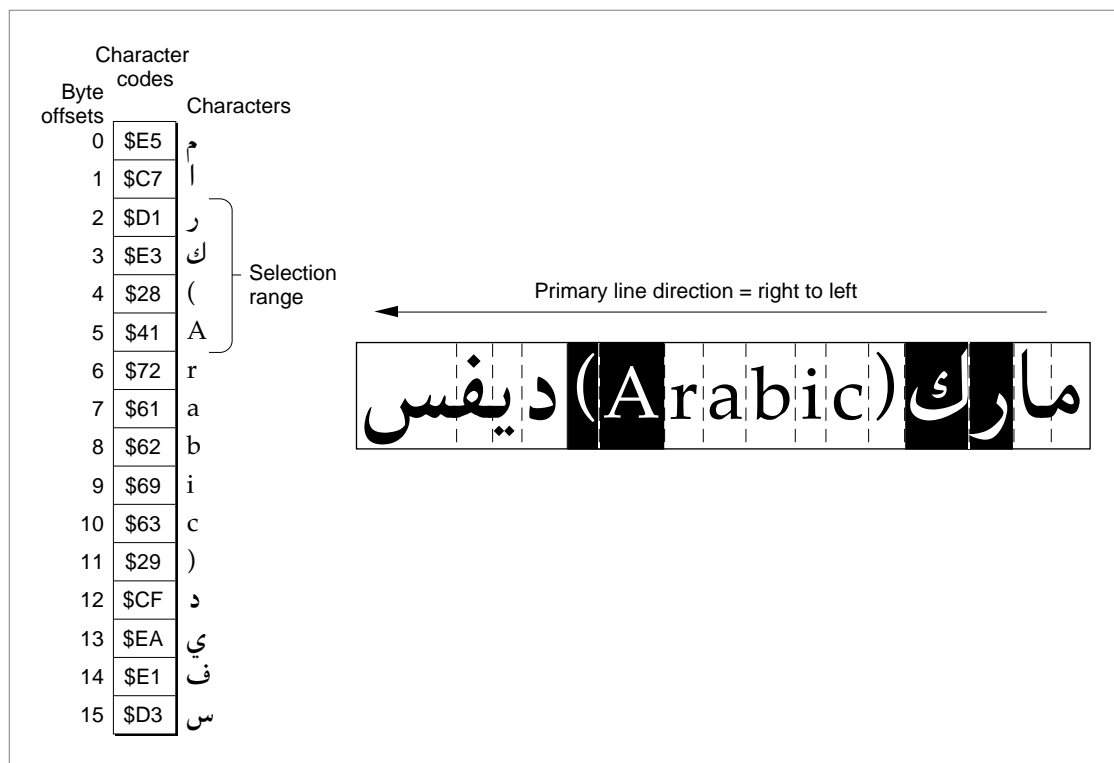 Character
codes
Byte
offsets
Characters
0 $E5 م
1 $C7 ا
2 $D1 ر
3 $E3 ك
4 $28 (
5 $41 A
6 $72 r
7 $61 a
8 $62 b
9 $69 i
10 $63 c
11 $29 )
12 $CF د
13 $EA ي
14 $E1 ف
15 $D3 س
Selection
range
Primary line direction = right to left
مارك (Arabic) ديفس